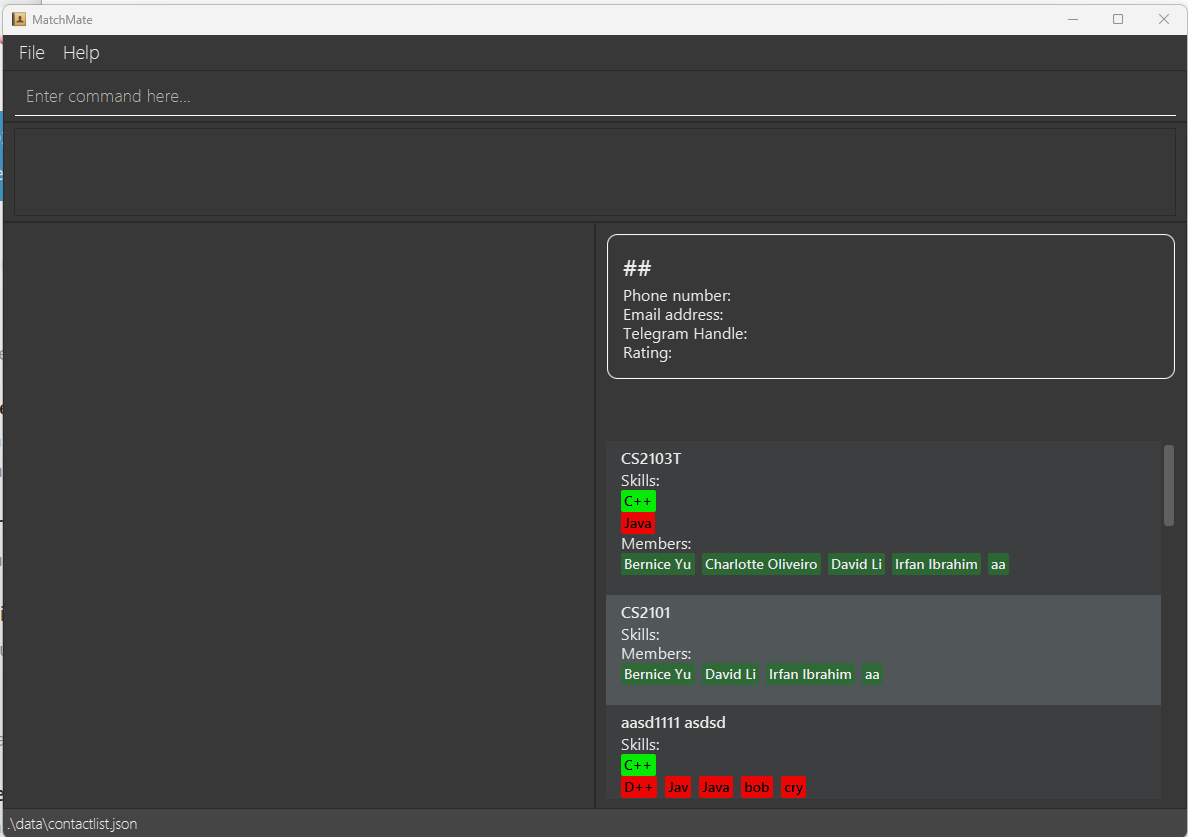 MatchMate
File Help
Enter command here...
##
Phone number:
Email address:
Telegram Handle:
Rating:
CS2103T
Skills:
C++
Java
Members:
Bernice Yu Charlotte Oliveiro David Li Irfan Ibrahim aa
CS2101
Skills:
Members:
Bernice Yu David Li Irfan Ibrahim aa
aasd1111 asdsd
Skills:
C++
D++ Jav Java bob cry
.\data\contactlist.json